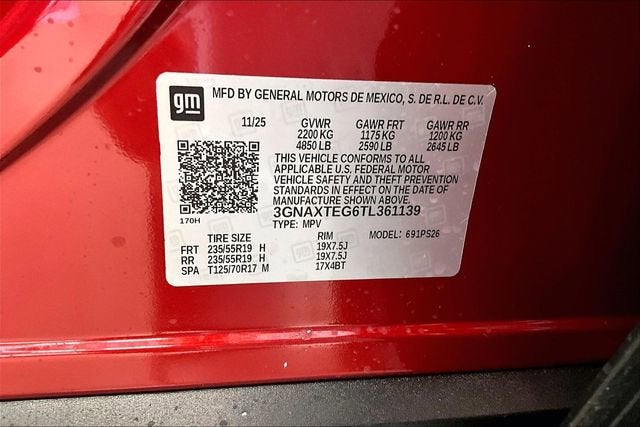 gm
MFD BY GENERAL MOTORS DE MEXICO, S. DE R.L. DE C.V.
11/25 GVWR GAWR FRT GAWR RR
2200 KG 1175 KG 1200 KG
4850 LB 2590 LB 2645 LB
THIS VEHICLE CONFORMS TO ALL
APPLICABLE U.S. FEDERAL MOTOR
VEHICLE SAFETY AND THEFT PREVENTION
STANDARDS IN EFFECT ON THE DATE OF
MANUFACTURE SHOWN ABOVE.
3GNAXTEG6TL361139
170H
TYPE: MPV
TIRE SIZE RIM MODEL: 691PS26
FRT 235/55R19 H 19X7.5J
RR 235/55R19 H 19X7.5J
SPA T125/70R17 M 17X4BT